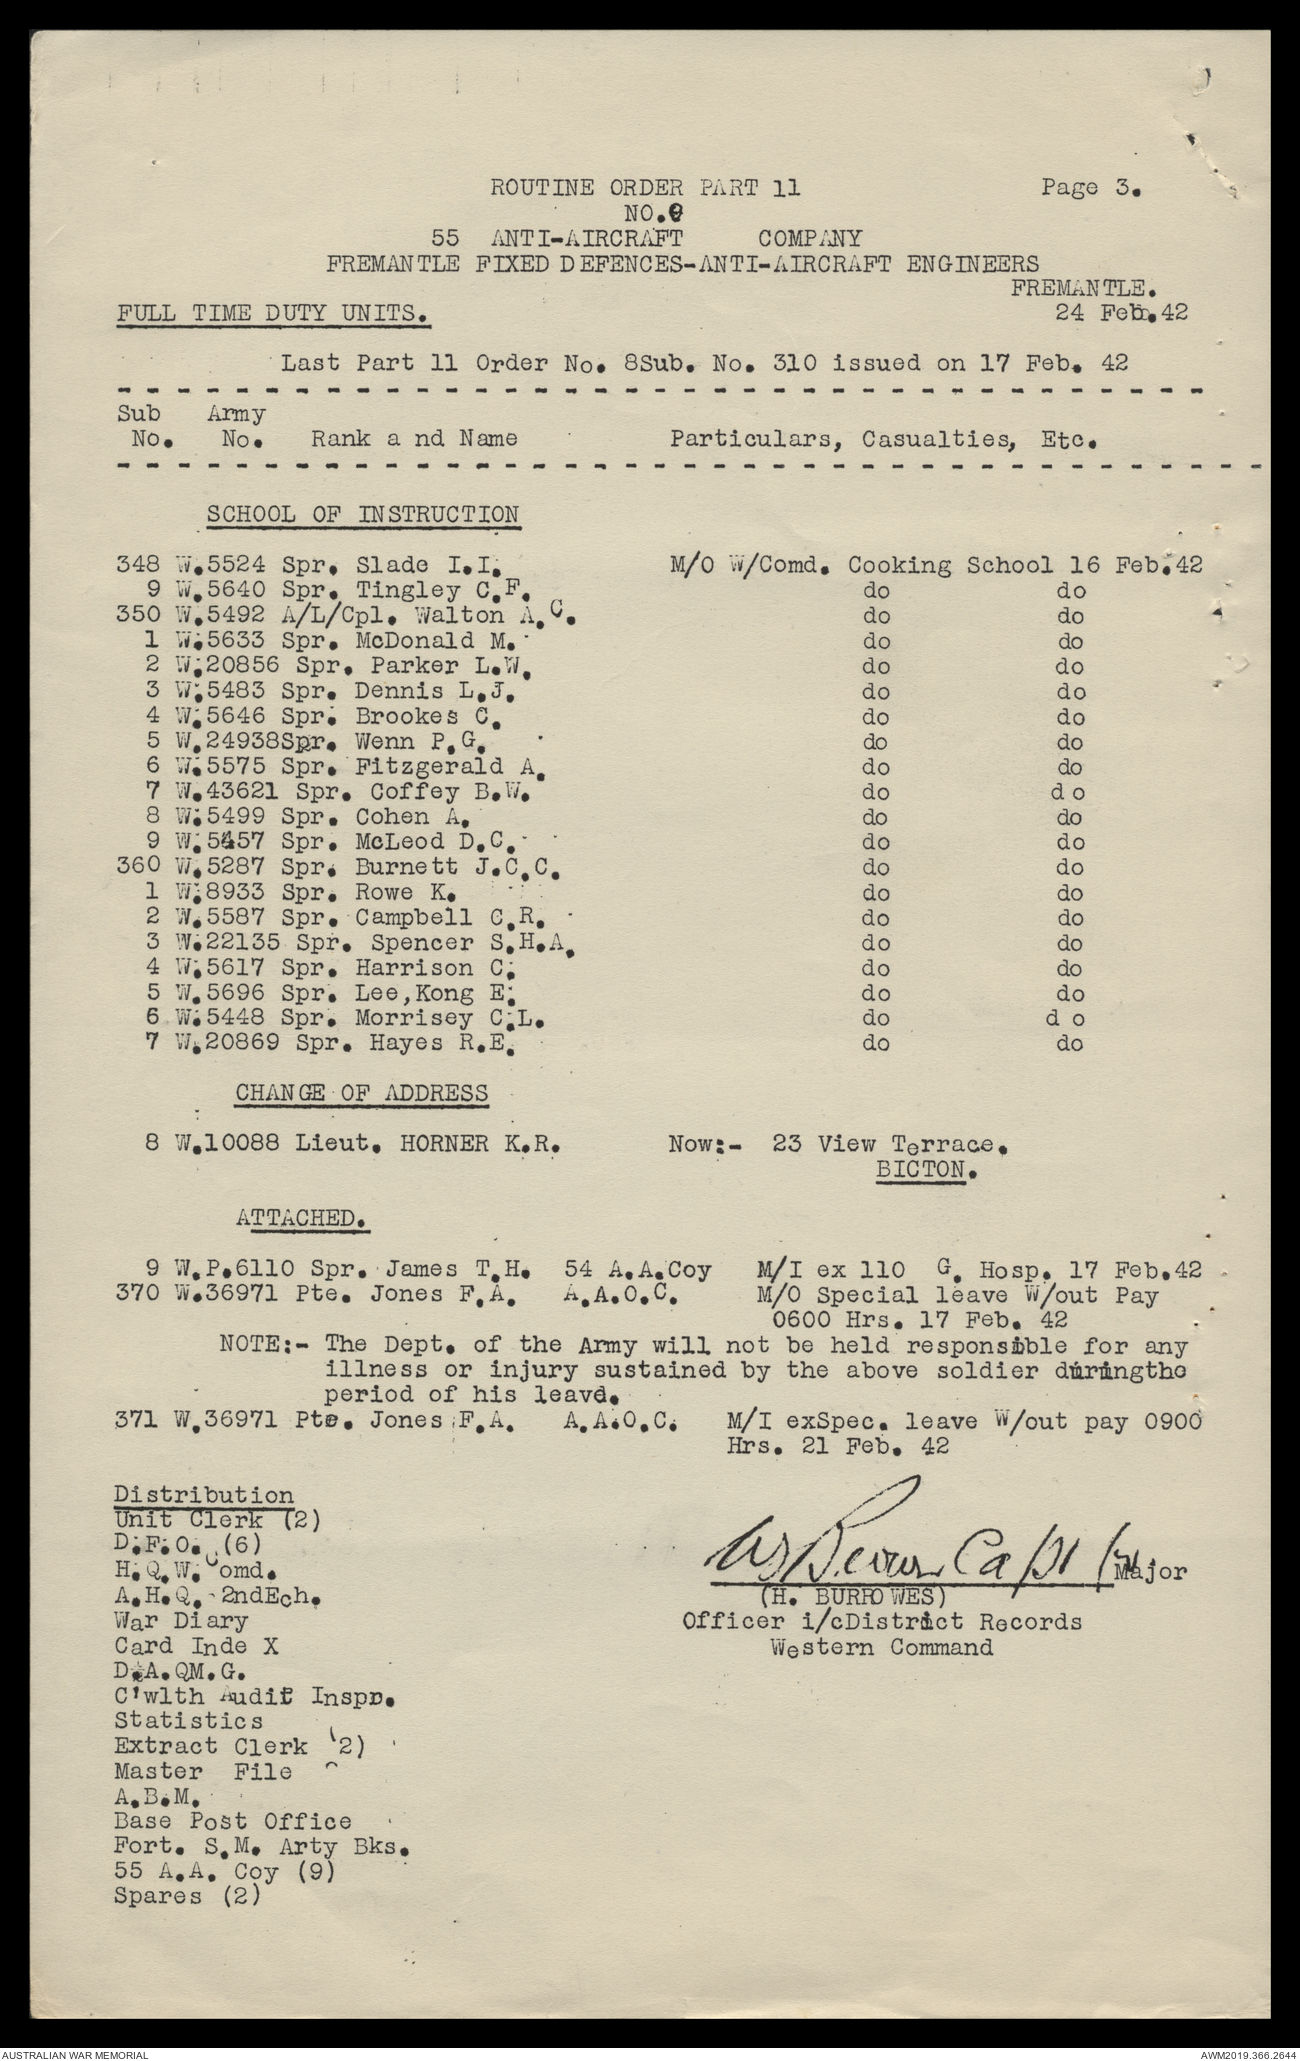 ROUTINE ORDER PART 11 Page 3.
NO.9
55 ANTI-AIRCRAFT COMPANY
FREMANTLE FIXED DEFENCES-ANTI-AIRCRAFT ENGINEERS
FREMANTLE.
FULL TIME DUTY UNITS. 24 Feb.42
Last Part 11 Order No. 8Sub. No. 310 issued on 17 Feb. 42
Sub Army
No. No. Rank a nd Name Particulars, Casualties, Etc.
SCHOOL OF INSTRUCTION
348 W.5524 Spr. Slade I.I. M/O W/Comd. Cooking School 16 Feb.42
9 W.5640 Spr. Tingley C.F. do do
350 W.5492 A/L/Cpl. Walton A.C. do do
1 W.5633 Spr. McDonald M. do do
2 W.20856 Spr. Parker L.W. do do
3 W.5483 Spr. Dennis L.J. do do
4 W.5646 Spr. Brookes C. do do
5 W.24938Spr. Wenn P.G. do do
6 W.5575 Spr. Fitzgerald A. do do
7 W.43621 Spr. Coffey B.W. do d o
8 W.5499 Spr. Cohen A. do do
9 W.5457 Spr. McLeod D.C. do do
360 W.5287 Spr. Burnett J.C.C. do do
1 W.8933 Spr. Rowe K. do do
2 W.5587 Spr. Campbell C.R. do do
3 W.22135 Spr. Spencer S.H.A. do do
4 W.5617 Spr. Harrison C. do do
5 W.5696 Spr. Lee,Kong E. do do
6 W.5448 Spr. Morrisey C.L. do d o
7 W.20869 Spr. Hayes R.E. do do
CHANGE OF ADDRESS
8 W.10088 Lieut. HORNER K.R. Now:- 23 View Terrace.
BICTON.
ATTACHED.
9 W.P.6110 Spr. James T.H. 54 A.A.Coy M/I ex 110 G. Hosp. 17 Feb.42
370 W.36971 Pte. Jones F.A. A.A.O.C. M/O Special leave W/out Pay
0600 Hrs. 17 Feb. 42
NOTE:- The Dept. of the Army will not be held responsible for any
illness or injury sustained by the above soldier duringthe
period of his leave.
371 W.36971 Pte. Jones F.A. A.A.O.C. M/I exSpec. leave W/out pay 0900
Hrs. 21 Feb. 42
Distribution
Unit Clerk (2)
D.F.O. (6)
H.Q.W.Comd.
A.H.Q. 2ndEch.
War Diary
Card Inde X
D.A.QM.G.
C'wlth Audit Inspr.
Statistics
Extract Clerk (2)
Master File
A.B.M.
Base Post Office
Fort. S.M. Arty Bks.
55 A.A. Coy (9)
Spares (2)
Capt for Major
(H. BURROWES)
Officer i/cDistrict Records
Western Command
AUSTRALIAN WAR MEMORIAL AWM2019.366.2644